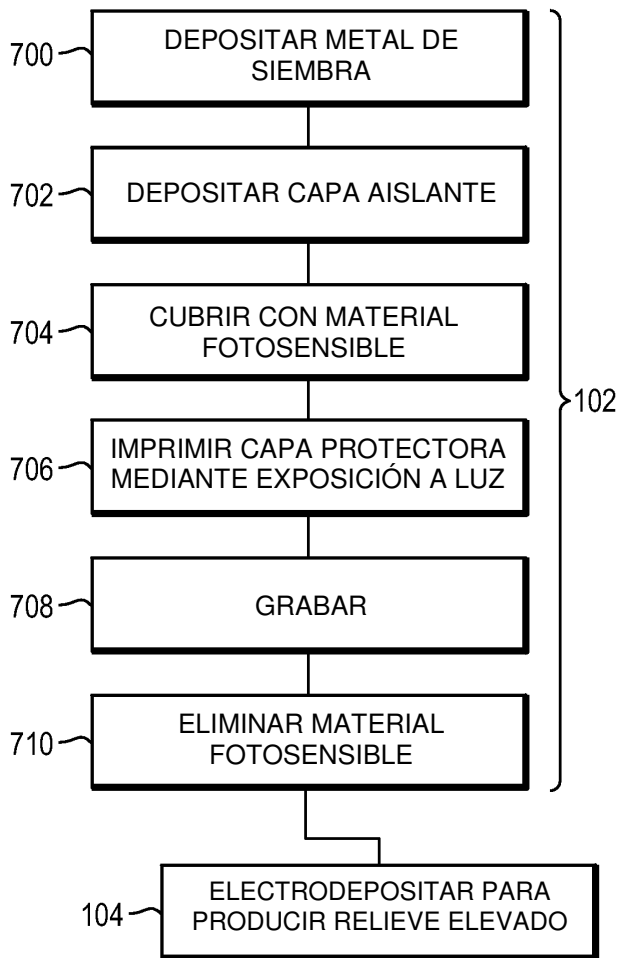 700
DEPOSITAR METAL DE
SIEMBRA
702
DEPOSITAR CAPA AISLANTE
704
CUBRIR CON MATERIAL
FOTOSENSIBLE
102
706
IMPRIMIR CAPA PROTECTORA
MEDIANTE EXPOSICIÓN A LUZ
708
GRABAR
710
ELIMINAR MATERIAL
FOTOSENSIBLE
104
ELECTRODEPOSITAR PARA
PRODUCIR RELIEVE ELEVADO